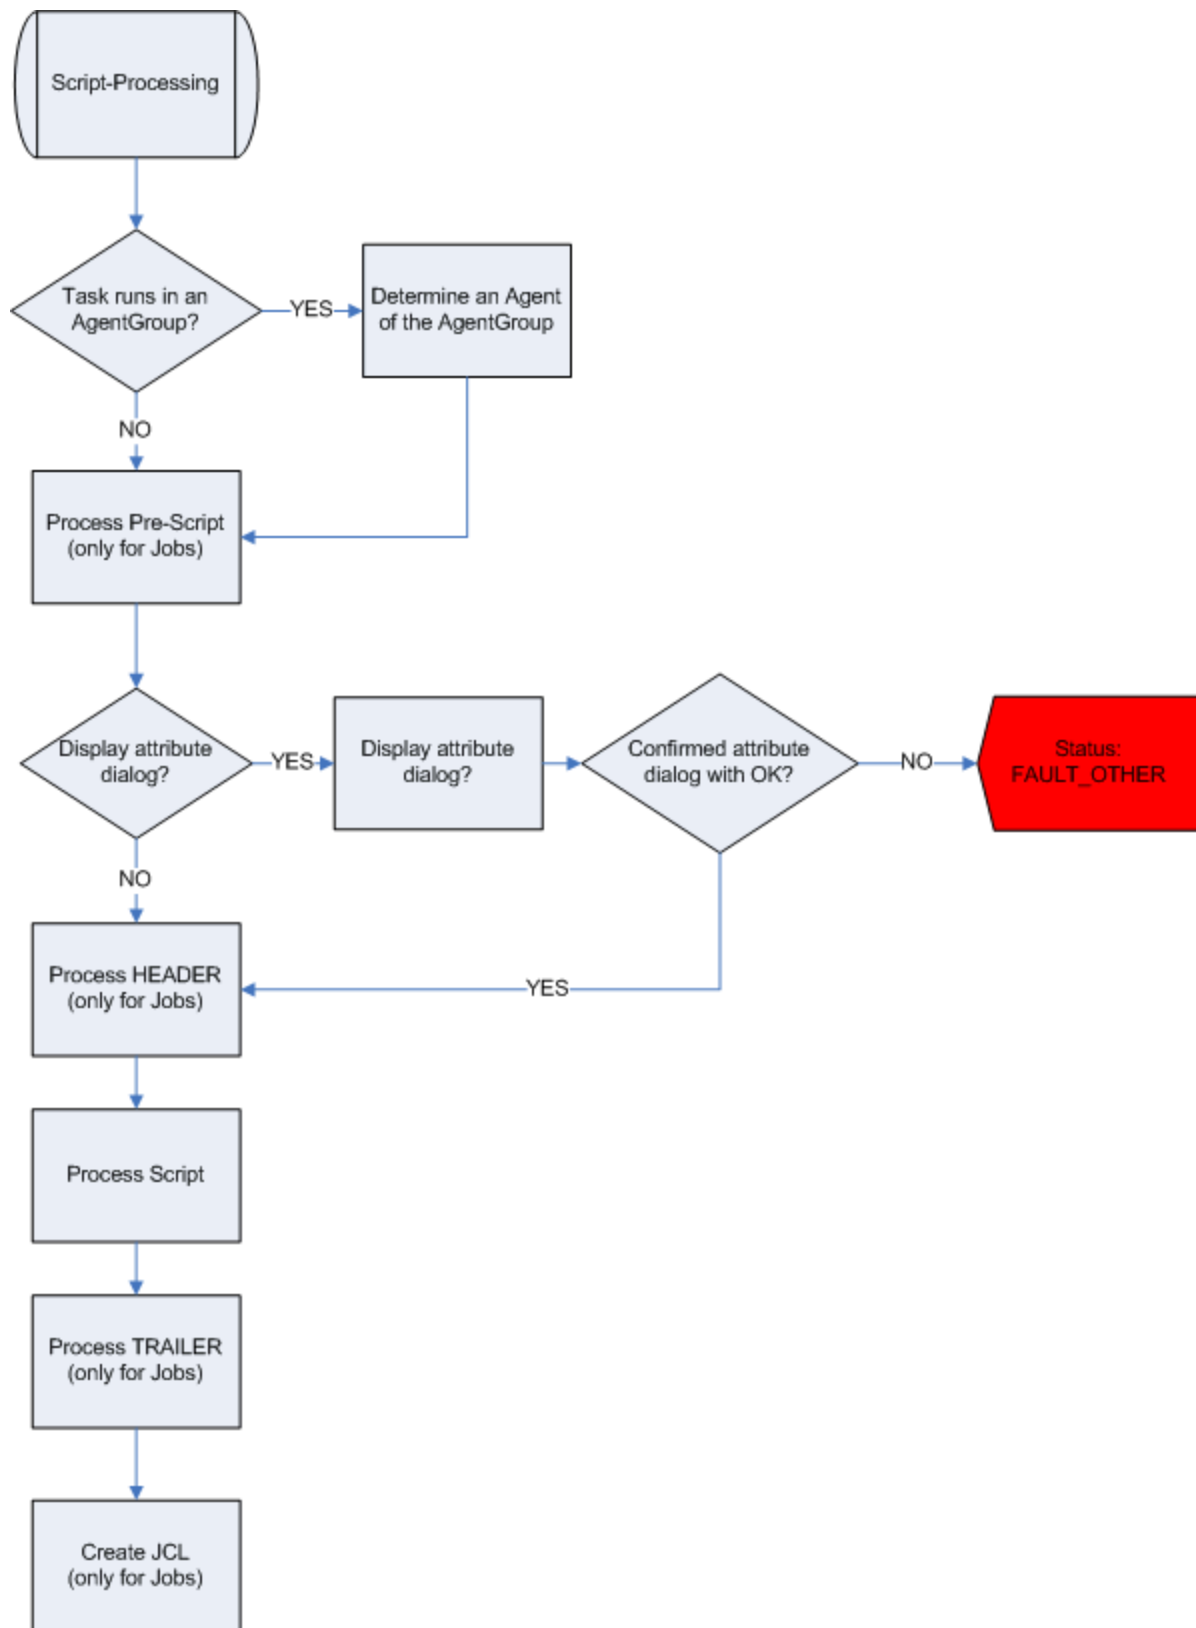 Script-Processing
Task runs in an
AgentGroup?
YES
Determine an Agent
of the AgentGroup
NO
Process Pre-Script
(only for Jobs)
Display attribute
dialog?
YES
Display attribute
dialog?
Confirmed attribute
dialog with OK?
NO
Status:
FAULT_OTHER
NO
Process HEADER
(only for Jobs)
YES
Process Script
Process TRAILER
(only for Jobs)
Create JCL
(only for Jobs)